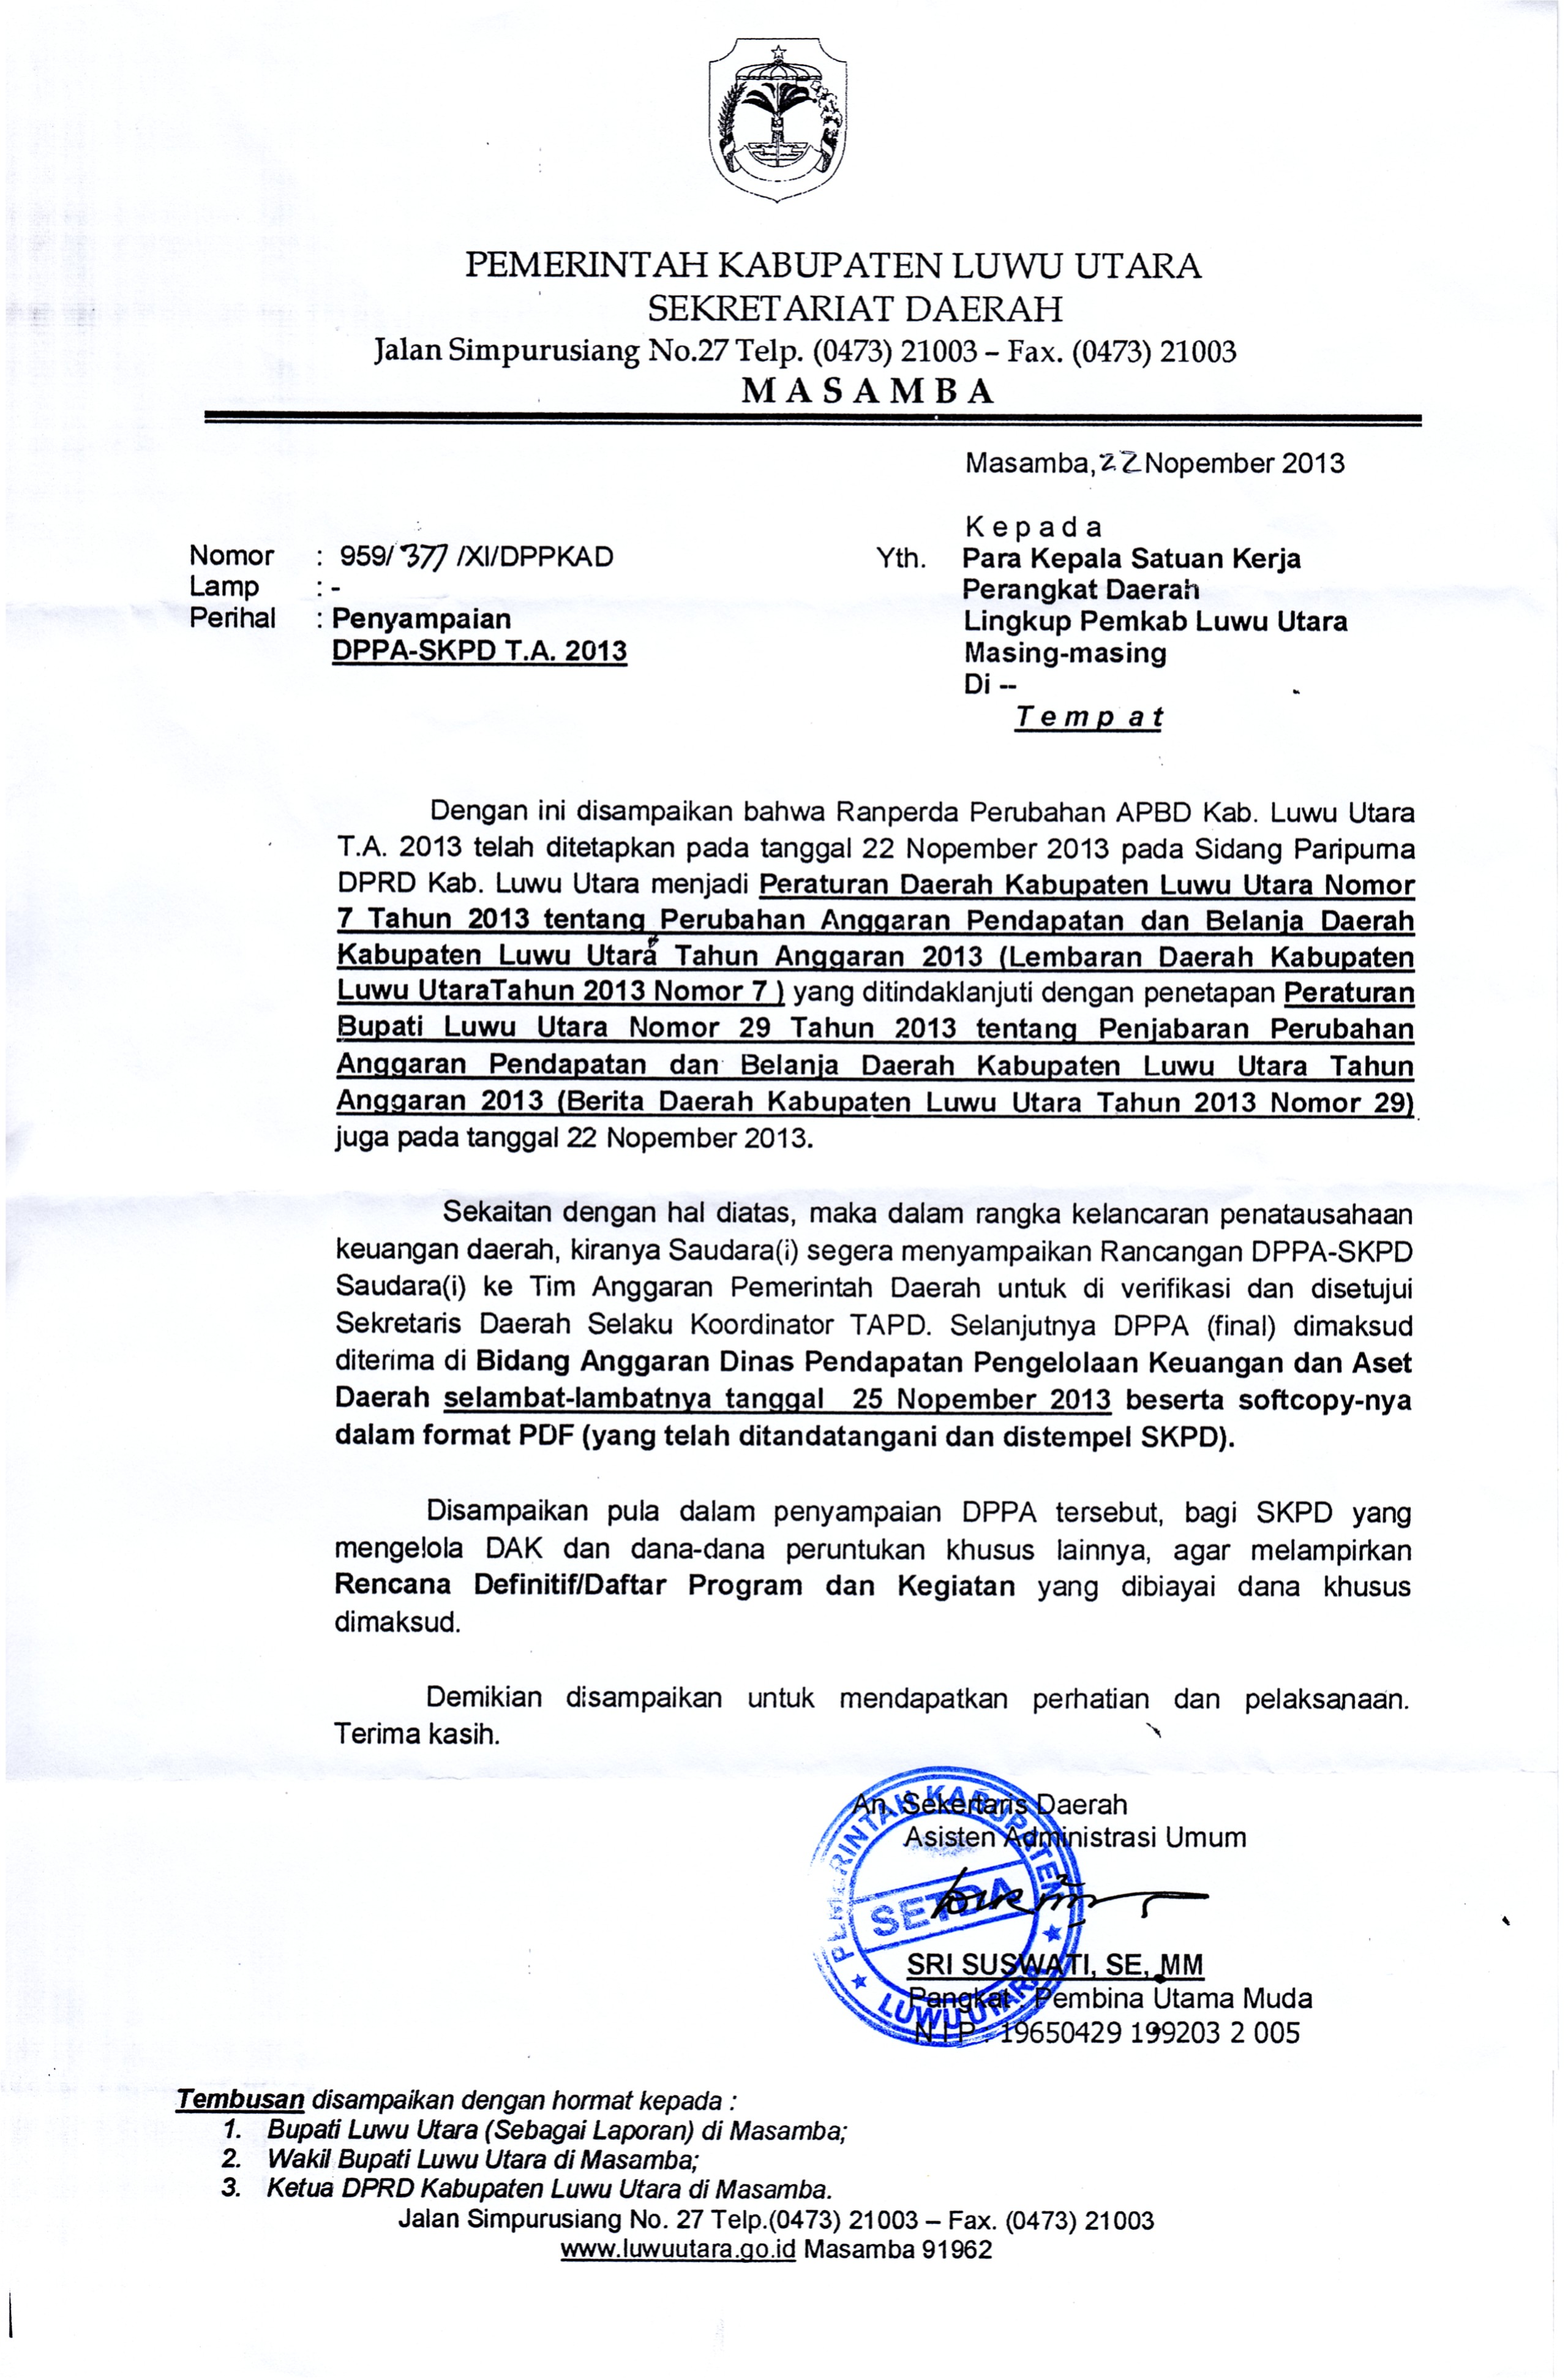 PEMERINTAH KABUPATEN LUWU UTARA
SEKRETARIAT DAERAH
Jalan Simpurusiang No.27 Telp. (0473) 21003 – Fax. (0473) 21003
M A S A M B A
Masamba, 22 Nopember 2013
K e p a d a
Nomor : 959/ 377 /XI/DPPKAD
Yth. Para Kepala Satuan Kerja
Lamp : -
Perangkat Daerah
Perihal : Penyampaian
Lingkup Pemkab Luwu Utara
DPPA-SKPD T.A. 2013
Masing-masing
Di --
T e m p a t
Dengan ini disampaikan bahwa Ranperda Perubahan APBD Kab. Luwu Utara
T.A. 2013 telah ditetapkan pada tanggal 22 Nopember 2013 pada Sidang Paripurna
DPRD Kab. Luwu Utara menjadi Peraturan Daerah Kabupaten Luwu Utara Nomor
7 Tahun 2013 tentang Perubahan Anggaran Pendapatan dan Belanja Daerah
Kabupaten Luwu Utara Tahun Anggaran 2013 (Lembaran Daerah Kabupaten
Luwu UtaraTahun 2013 Nomor 7 ) yang ditindaklanjuti dengan penetapan Peraturan
Bupati Luwu Utara Nomor 29 Tahun 2013 tentang Penjabaran Perubahan
Anggaran Pendapatan dan Belanja Daerah Kabupaten Luwu Utara Tahun
Anggaran 2013 (Berita Daerah Kabupaten Luwu Utara Tahun 2013 Nomor 29)
juga pada tanggal 22 Nopember 2013.
Sekaitan dengan hal diatas, maka dalam rangka kelancaran penatausahaan
keuangan daerah, kiranya Saudara(i) segera menyampaikan Rancangan DPPA-SKPD
Saudara(i) ke Tim Anggaran Pemerintah Daerah untuk di verifikasi dan disetujui
Sekretaris Daerah Selaku Koordinator TAPD. Selanjutnya DPPA (final) dimaksud
diterima di Bidang Anggaran Dinas Pendapatan Pengelolaan Keuangan dan Aset
Daerah selambat-lambatnya tanggal 25 Nopember 2013 beserta softcopy-nya
dalam format PDF (yang telah ditandatangani dan distempel SKPD).
Disampaikan pula dalam penyampaian DPPA tersebut, bagi SKPD yang
mengelola DAK dan dana-dana peruntukan khusus lainnya, agar melampirkan
Rencana Definitif/Daftar Program dan Kegiatan yang dibiayai dana khusus
dimaksud.
Demikian disampaikan untuk mendapatkan perhatian dan pelaksanaan.
Terima kasih.
An. Sekertaris Daerah
Asisten Administrasi Umum
PEMERINTAH KABUPATEN
SETDA
LUWU UTARA
SRI SUSWATI, SE, MM
Pangkat : Pembina Utama Muda
N I P : 19650429 199203 2 005
Tembusan disampaikan dengan hormat kepada :
1. Bupati Luwu Utara (Sebagai Laporan) di Masamba;
2. Wakil Bupati Luwu Utara di Masamba;
3. Ketua DPRD Kabupaten Luwu Utara di Masamba.
Jalan Simpurusiang No. 27 Telp.(0473) 21003 – Fax. (0473) 21003
www.luwuutara.go.id Masamba 91962